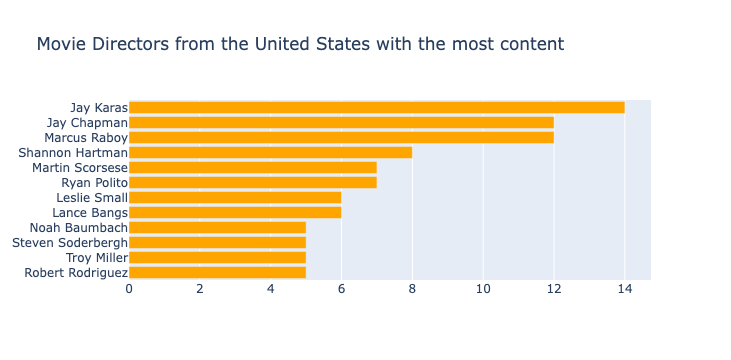 Movie Directors from the United States with the most content
Jay Karas
Jay Chapman
Marcus Raboy
Shannon Hartman
Martin Scorsese
Ryan Polito
Leslie Small
Lance Bangs
Noah Baumbach
Steven Soderbergh
Troy Miller
Robert Rodriguez
0 2 4 6 8 10 12 14